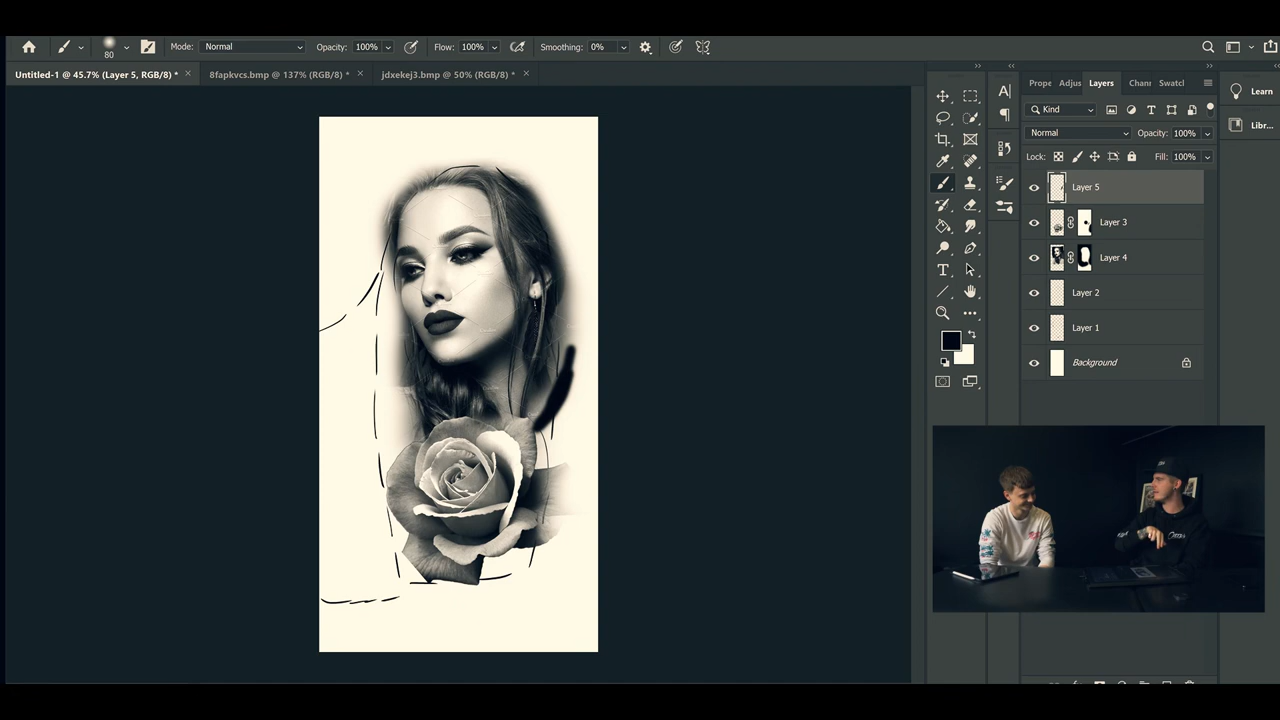 80
Mode: Normal
Opacity: 100%
Flow: 100%
Smoothing: 0%
Untitled-1 @ 45.7% (Layer 5, RGB/8) * ×
8fapkvcs.bmp @ 137% (RGB/8) * ×
jdxekej3.bmp @ 50% (RGB/8) * ×
Prope Adjus Layers Chan Swatcl
Learn
Libr...
Kind
Normal
Opacity: 100%
Lock:
Fill: 100%
Layer 5
Layer 3
Layer 4
Layer 2
Layer 1
Background